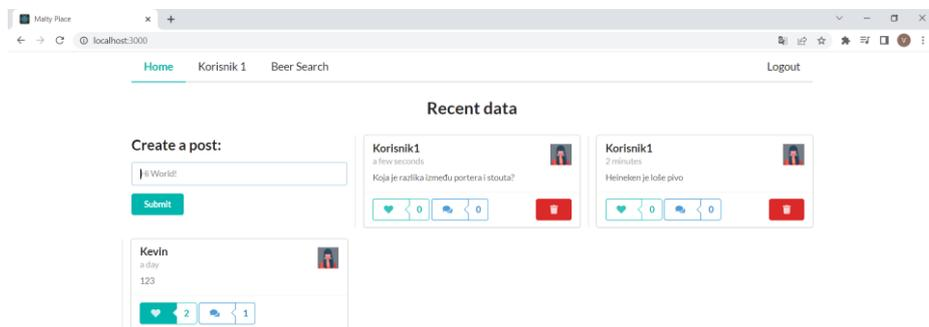 Malty Place
localhost:3000
V
Home Korisnik 1 Beer Search Logout
Recent data
Create a post:
Hi World!
Submit
Korisnik1
a few seconds
Koja je razlika između portera i stouta?
0 0
Korisnik1
2 minutes
Heineken je loše pivo
0 0
Kevin
a day
123
2 1